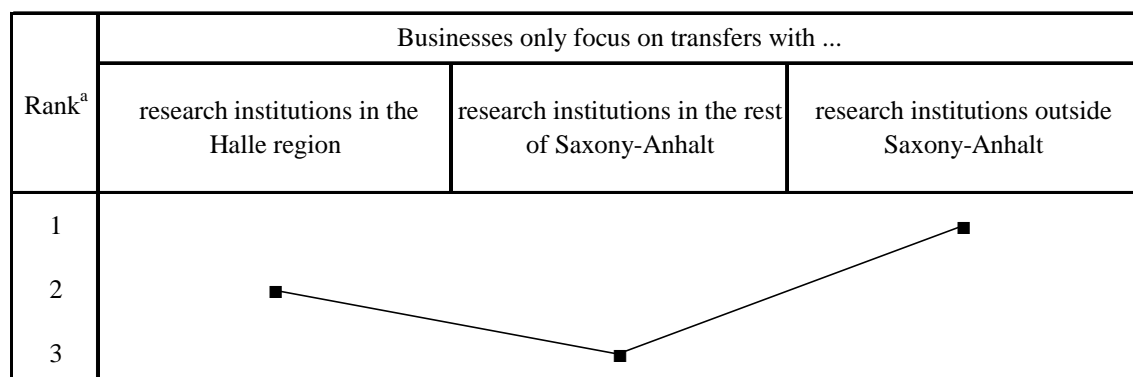 Businesses only focus on transfers with ...
Rankᵃ
research institutions in the
Halle region
research institutions in the rest
of Saxony-Anhalt
research institutions outside
Saxony-Anhalt
1
2
3